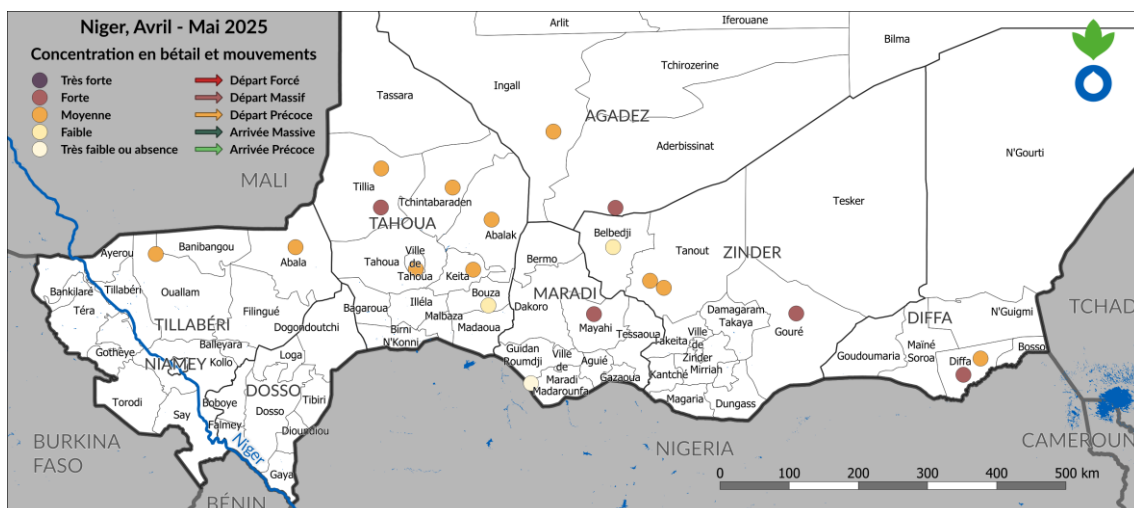 Niger, Avril - Mai 2025
Concentration en bétail et mouvements
Très forte
Départ Forcé
Forte
Départ Massif
Moyenne
Départ Précoce
Faible
Arrivée Massive
Très faible ou absence
Arrivée Précoce
Arlit
Iferouane
Bilma
Tchirozerine
Ingall
Tassara
AGADEZ
Aderbissinat
N'Gourti
MALI
Tillia
Tchintabaraden
Tesker
TAHOUA
Abalak
Belbedji
Tanout
ZINDER
Ayerou
Banibangou
Abala
Tahoua
Ville
de
Tahoua
Keita
Bermo
Bankilaré
Tillabéri
Ouallam
Téra
Filingué
Bagaroua
Illéla
Bouza
Malbaza
Dakoro
MARADI
Mayahi
Damagaram
Takaya
Gouré
DIFFA
N'Guigmi
TCHAD
TILLABÉRI
Dogondoutchi
Birni
N'Konni
Madaoua
Tessaoua
Takeita
Ville
de
Zinder
Mirriah
Goudoumaria
Maïné
Soroa
Diffa
Bosso
Gothèye
Balleyara
NIAMEY
Kollo
Loga
Guidan
Roumdji
Ville
de
Maradi
Madarounfa
Aguié
Gazaoua
Kantché
Magaria
Dungass
Torodi
Say
Boboye
DOSSO
Dosso
Tibiri
Falmey
Dioundiou
Gaya
Niger
BURKINA
FASO
BÉNIN
NIGERIA
CAMEROUN
0 100 200 300 400 500 km